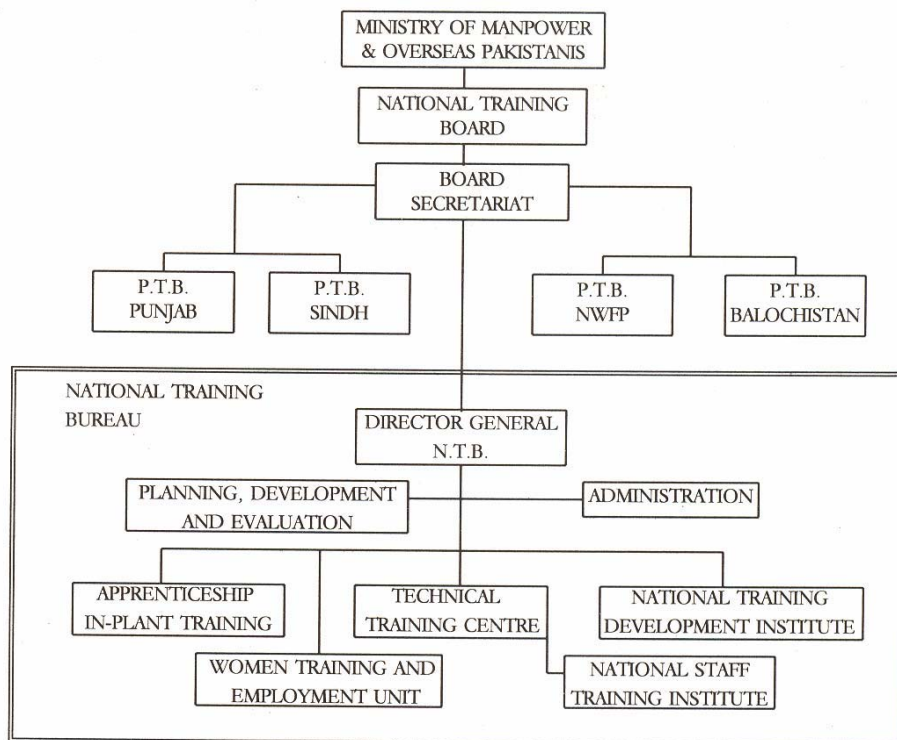 MINISTRY OF MANPOWER
& OVERSEAS PAKISTANIS
NATIONAL TRAINING
BOARD
BOARD
SECRETARIAT
P.T.B.
PUNJAB
P.T.B.
SINDH
P.T.B.
NWFP
P.T.B.
BALOCHISTAN
NATIONAL TRAINING
BUREAU
DIRECTOR GENERAL
N.T.B.
PLANNING, DEVELOPMENT
AND EVALUATION
ADMINISTRATION
APPRENTICESHIP
IN-PLANT TRAINING
TECHNICAL
TRAINING CENTRE
NATIONAL TRAINING
DEVELOPMENT INSTITUTE
WOMEN TRAINING AND
EMPLOYMENT UNIT
NATIONAL STAFF
TRAINING INSTITUTE